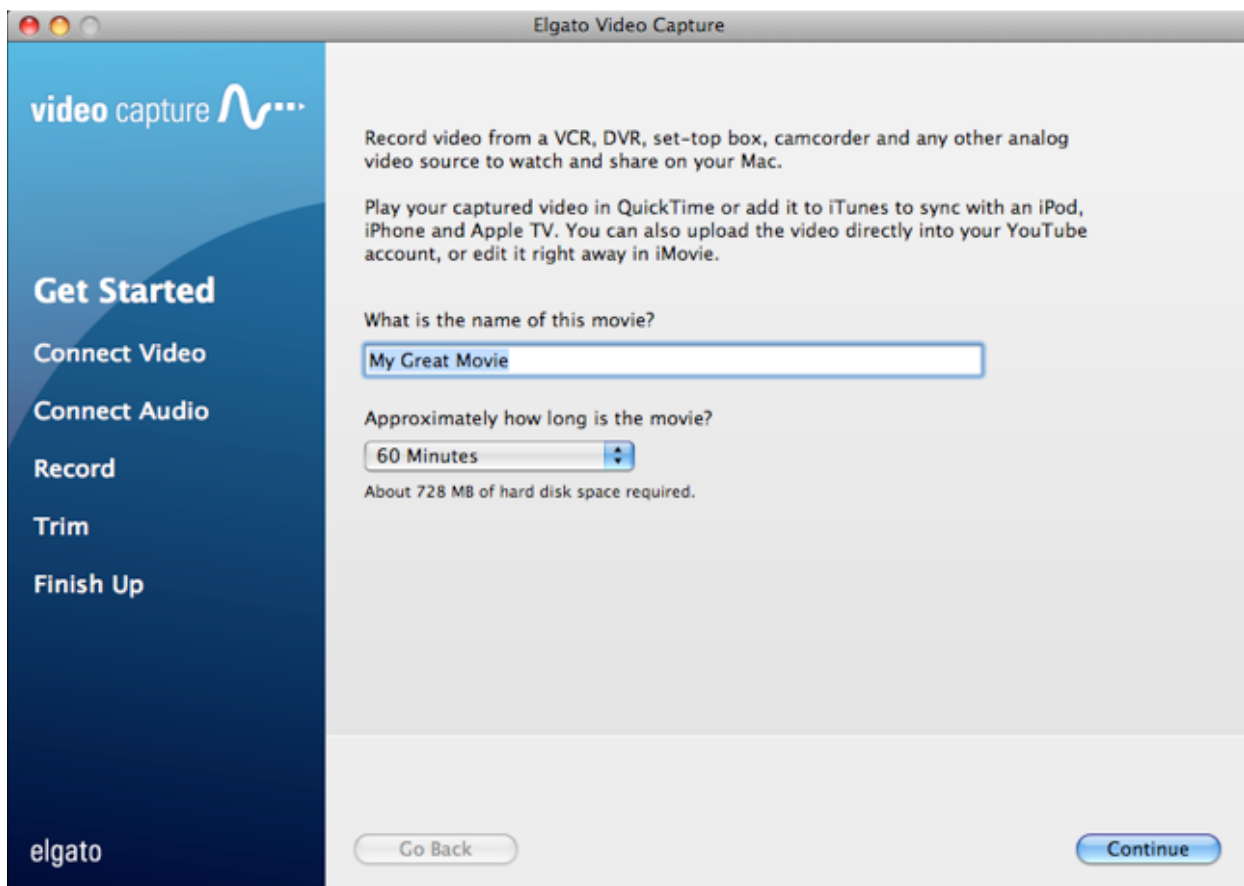 Elgato Video Capture
video capture
Get Started
Connect Video
Connect Audio
Record
Trim
Finish Up
elgato
Record video from a VCR, DVR, set-top box, camcorder and any other analog
video source to watch and share on your Mac.
Play your captured video in QuickTime or add it to iTunes to sync with an iPod,
iPhone and Apple TV. You can also upload the video directly into your YouTube
account, or edit it right away in iMovie.
What is the name of this movie?
My Great Movie
Approximately how long is the movie?
60 Minutes
About 728 MB of hard disk space required.
Go Back
Continue